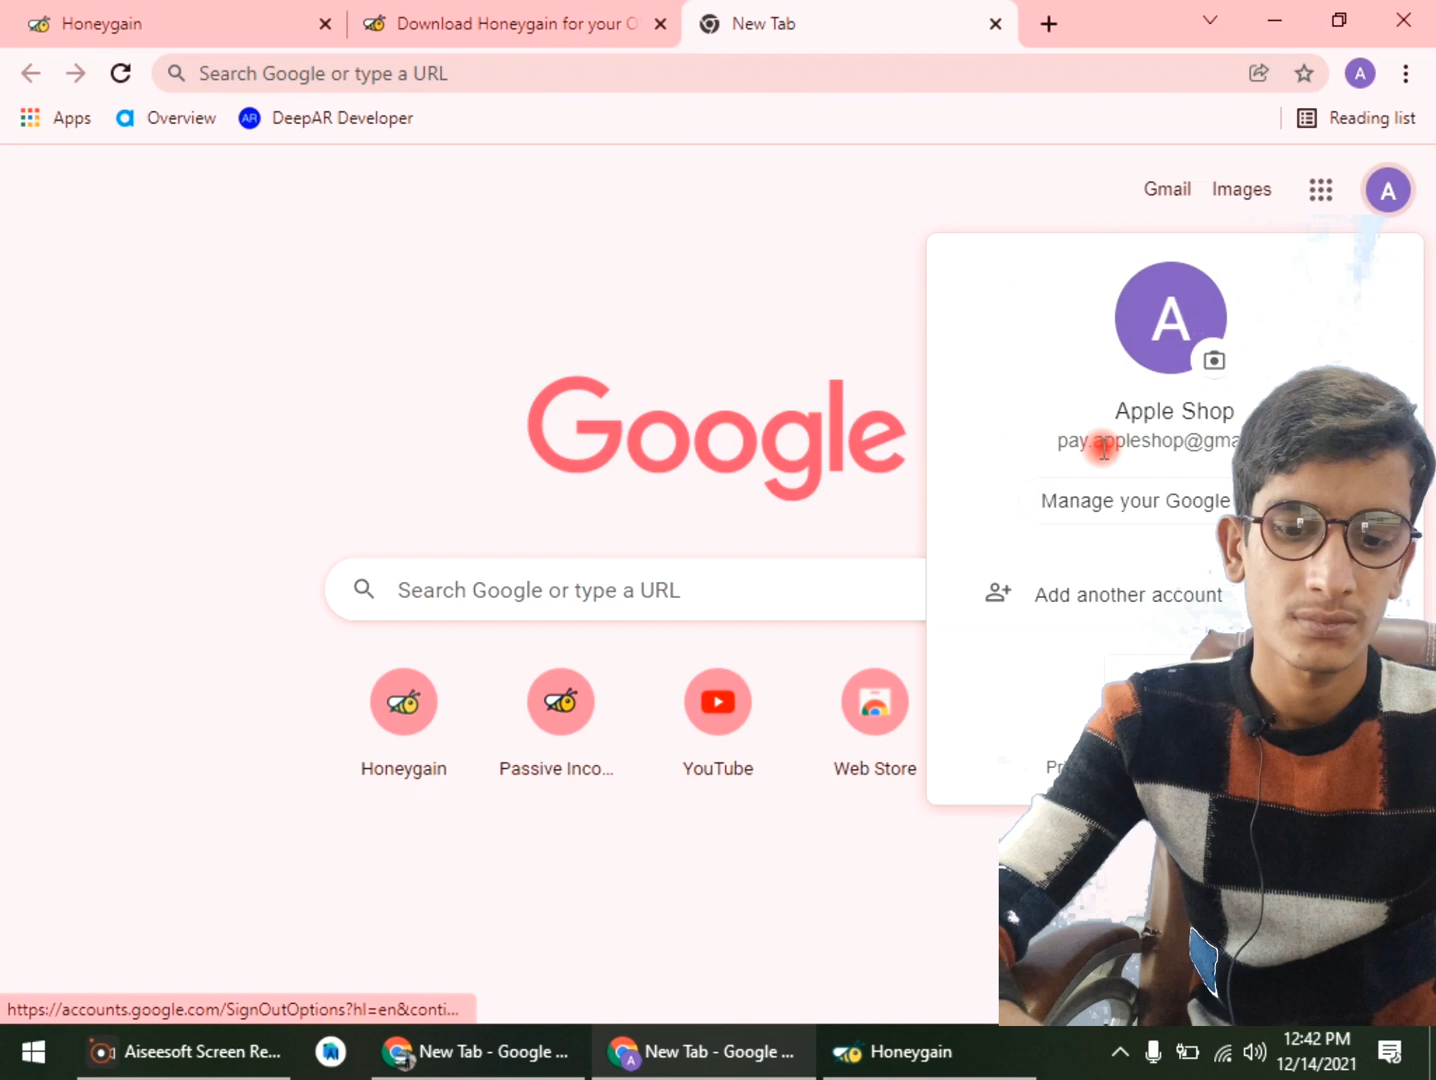 Honeygain
Download Honeygain for your O
New Tab
Search Google or type a URL
A
Apps
Overview
AR
DeepAR Developer
Reading list
Gmail
Images
A
A
Apple Shop
pay.appleshop@gma
Manage your Google
Add another account
Google
Search Google or type a URL
Honeygain
Passive Inco...
YouTube
Web Store
https://accounts.google.com/SignOutOptions?hl=en&conti...
Aiseesoft Screen Re...
New Tab - Google ...
A
New Tab - Google ...
Honeygain
12:42 PM
12/14/2021